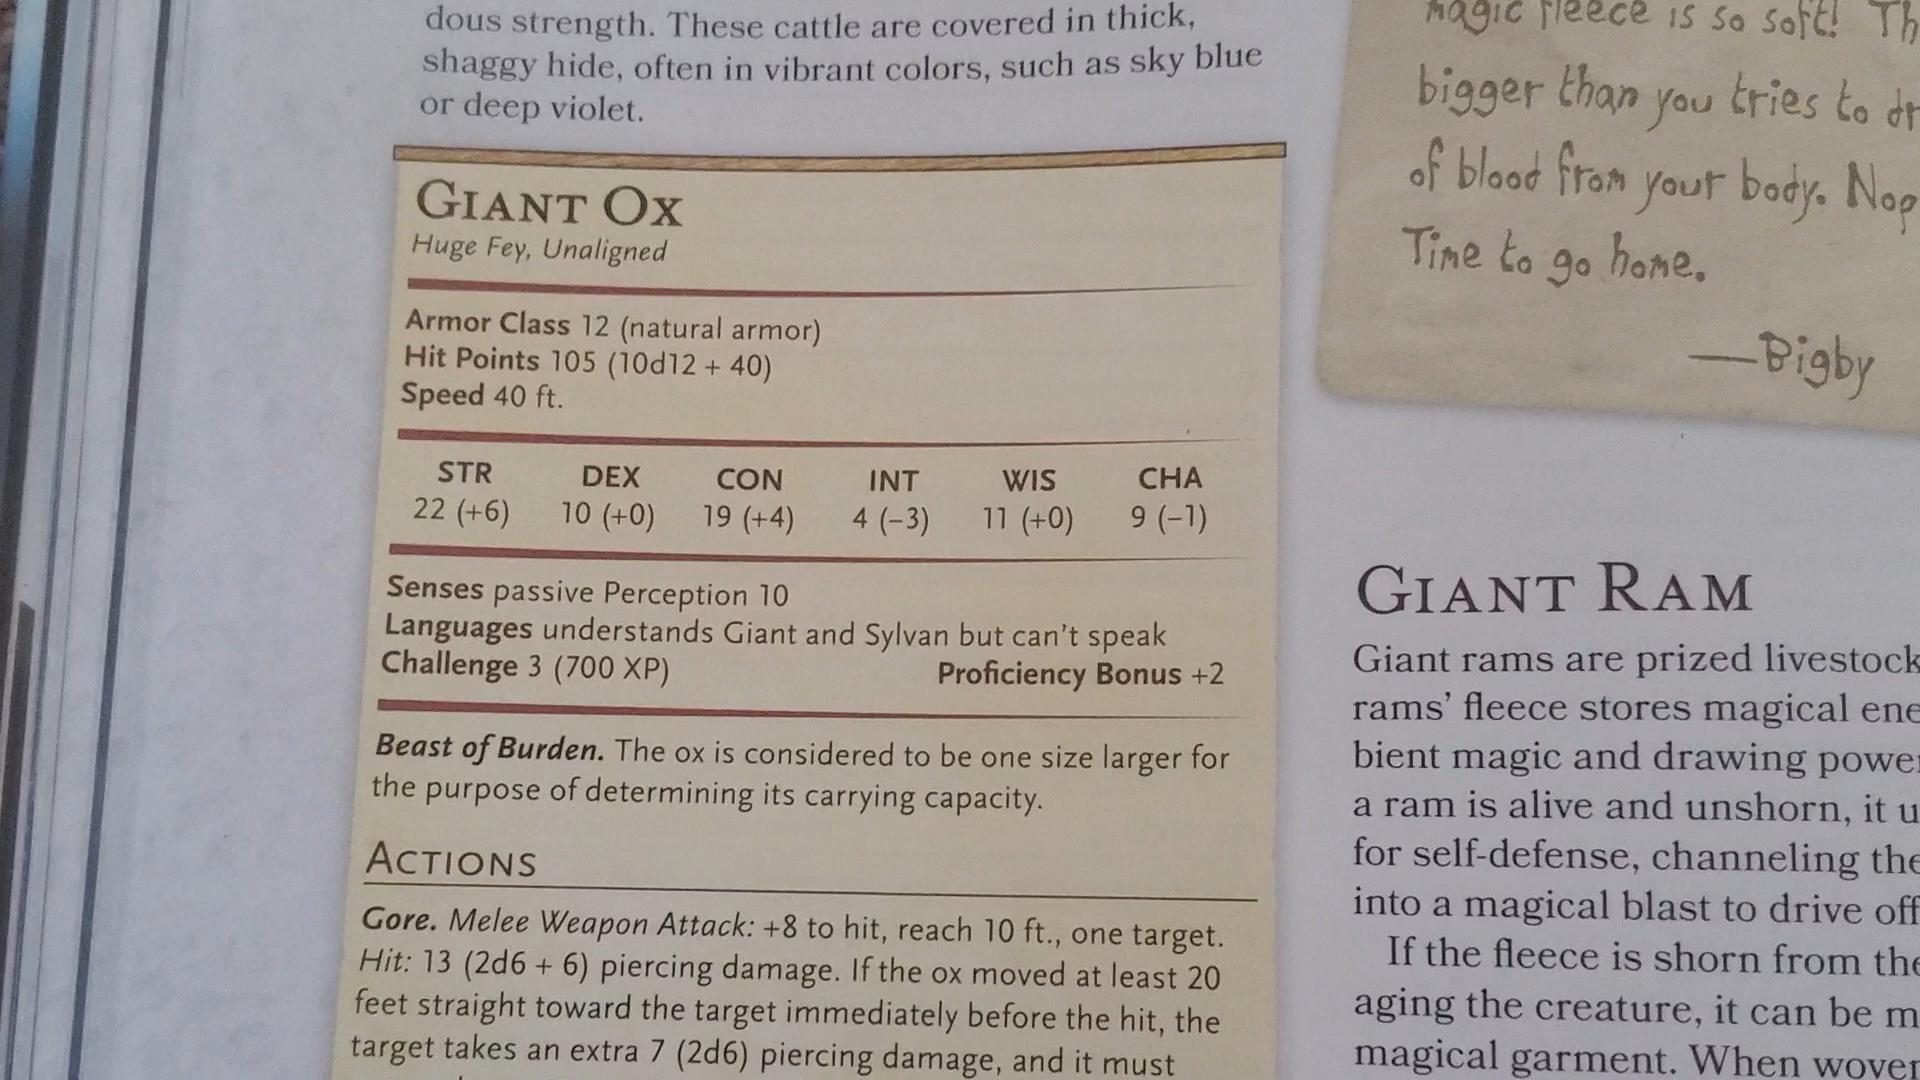 dous strength. These cattle are covered in thick,
shaggy hide, often in vibrant colors, such as sky blue
or deep violet.
GIANT OX
Huge Fey, Unaligned
Armor Class 12 (natural armor)
Hit Points 105 (10d12 + 40)
Speed 40 ft.
STR DEX CON INT WIS CHA
22 (+6) 10 (+0) 19 (+4) 4 (−3) 11 (+0) 9 (−1)
Senses passive Perception 10
Languages understands Giant and Sylvan but can't speak
Challenge 3 (700 XP) Proficiency Bonus +2
Beast of Burden. The ox is considered to be one size larger for
the purpose of determining its carrying capacity.
ACTIONS
Gore. Melee Weapon Attack: +8 to hit, reach 10 ft., one target.
Hit: 13 (2d6 + 6) piercing damage. If the ox moved at least 20
feet straight toward the target immediately before the hit, the
target takes an extra 7 (2d6) piercing damage, and it must
magic fleece is so soft! Th
bigger than you tries to dr
of blood from your body. Nop
Time to go home.
—Bigby
GIANT RAM
Giant rams are prized livestock
rams' fleece stores magical ene
bient magic and drawing power
a ram is alive and unshorn, it u
for self-defense, channeling the
into a magical blast to drive off
If the fleece is shorn from the
aging the creature, it can be m
magical garment. When woven